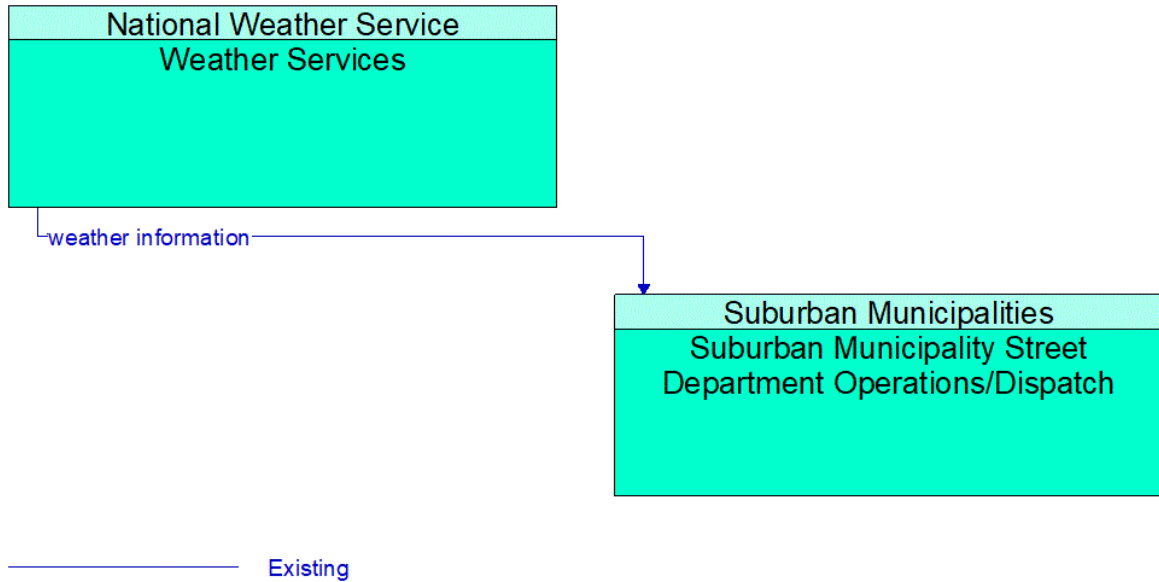 National Weather Service
Weather Services
weather information
Suburban Municipalities
Suburban Municipality Street
Department Operations/Dispatch
Existing